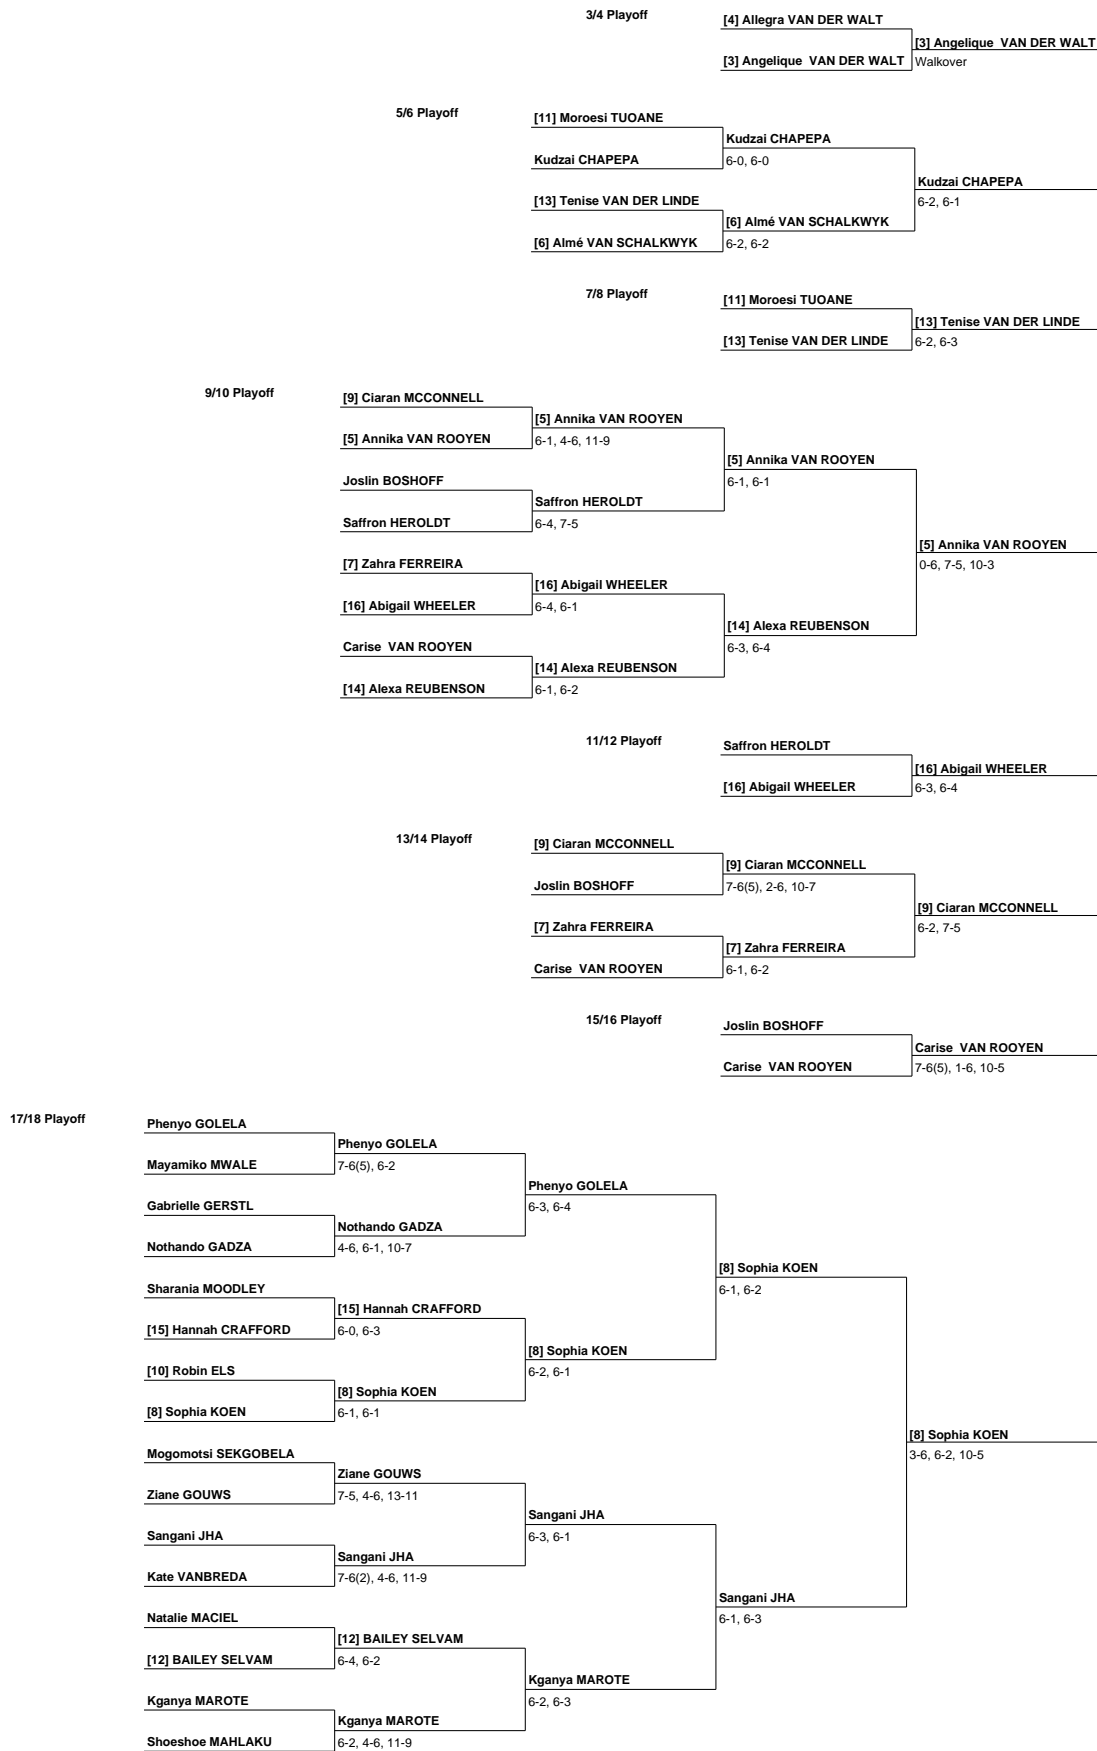 3/4 Playoff
[4] Allegra VAN DER WALT
[3] Angelique  VAN DER WALT
[3] Angelique  VAN DER WALT
Walkover
5/6 Playoff
[11] Moroesi TUOANE
Kudzai CHAPEPA
Kudzai CHAPEPA
6-0, 6-0
Kudzai CHAPEPA
6-2, 6-1
[13] Tenise VAN DER LINDE
[6] Almé VAN SCHALKWYK
[6] Almé VAN SCHALKWYK
6-2, 6-2
7/8 Playoff
[11] Moroesi TUOANE
[13] Tenise VAN DER LINDE
[13] Tenise VAN DER LINDE
6-2, 6-3
9/10 Playoff
[9] Ciaran MCCONNELL
[5] Annika VAN ROOYEN
[5] Annika VAN ROOYEN
6-1, 4-6, 11-9
[5] Annika VAN ROOYEN
6-1, 6-1
Joslin BOSHOFF
Saffron HEROLDT
Saffron HEROLDT
6-4, 7-5
[5] Annika VAN ROOYEN
0-6, 7-5, 10-3
[7] Zahra FERREIRA
[16] Abigail WHEELER
[16] Abigail WHEELER
6-4, 6-1
[14] Alexa REUBENSON
6-3, 6-4
Carise  VAN ROOYEN
[14] Alexa REUBENSON
[14] Alexa REUBENSON
6-1, 6-2
11/12 Playoff
Saffron HEROLDT
[16] Abigail WHEELER
[16] Abigail WHEELER
6-3, 6-4
13/14 Playoff
[9] Ciaran MCCONNELL
[9] Ciaran MCCONNELL
Joslin BOSHOFF
7-6(5), 2-6, 10-7
[9] Ciaran MCCONNELL
6-2, 7-5
[7] Zahra FERREIRA
[7] Zahra FERREIRA
Carise  VAN ROOYEN
6-1, 6-2
15/16 Playoff
Joslin BOSHOFF
Carise  VAN ROOYEN
Carise  VAN ROOYEN
7-6(5), 1-6, 10-5
17/18 Playoff
Phenyo GOLELA
Phenyo GOLELA
Mayamiko MWALE
7-6(5), 6-2
Phenyo GOLELA
6-3, 6-4
Gabrielle GERSTL
Nothando GADZA
Nothando GADZA
4-6, 6-1, 10-7
[8] Sophia KOEN
6-1, 6-2
Sharania MOODLEY
[15] Hannah CRAFFORD
[15] Hannah CRAFFORD
6-0, 6-3
[8] Sophia KOEN
6-2, 6-1
[10] Robin ELS
[8] Sophia KOEN
[8] Sophia KOEN
6-1, 6-1
[8] Sophia KOEN
3-6, 6-2, 10-5
Mogomotsi SEKGOBELA
Ziane GOUWS
Ziane GOUWS
7-5, 4-6, 13-11
Sangani JHA
6-3, 6-1
Sangani JHA
Sangani JHA
Kate VANBREDA
7-6(2), 4-6, 11-9
Sangani JHA
6-1, 6-3
Natalie MACIEL
[12] BAILEY SELVAM
[12] BAILEY SELVAM
6-4, 6-2
Kganya MAROTE
6-2, 6-3
Kganya MAROTE
Kganya MAROTE
Shoeshoe MAHLAKU
6-2, 4-6, 11-9